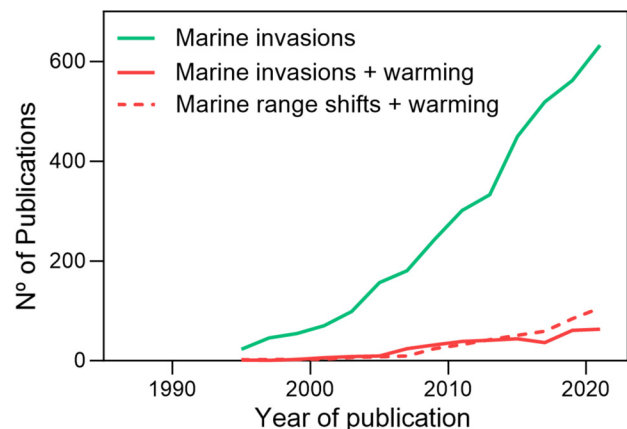 600
400
200
0
Nº of Publications
Marine invasions
Marine invasions + warming
Marine range shifts + warming
1990
2000
2010
2020
Year of publication